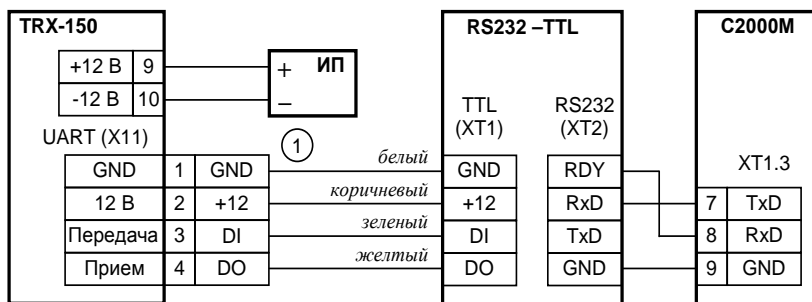 TRX-150
RS232 –TTL
C2000M
+12 В 9
+ ИП
-12 В 10
–
UART (X11)
1
TTL
(XT1)
RS232
(XT2)
XT1.3
GND 1 GND белый GND RDY
12 В 2 +12 коричневый +12 RxD 7 TxD
Передача 3 DI зеленый DI TxD 8 RxD
Прием 4 DO желтый DO GND 9 GND